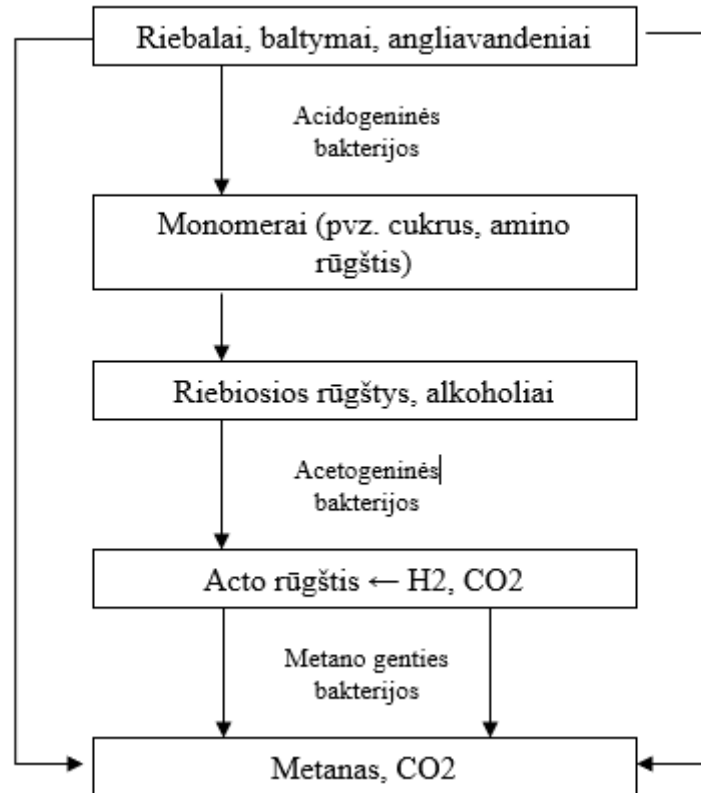 Riebalai, baltymai, angliavandeniai
Acidogeninės
bakterijos
Monomerai (pvz. cukrus, amino
rūgštis)
Riebiosios rūgštys, alkoholiai
Acetogeninės
bakterijos
Acto rūgštis ← H2, CO2
Metano genties
bakterijos
Metanas, CO2